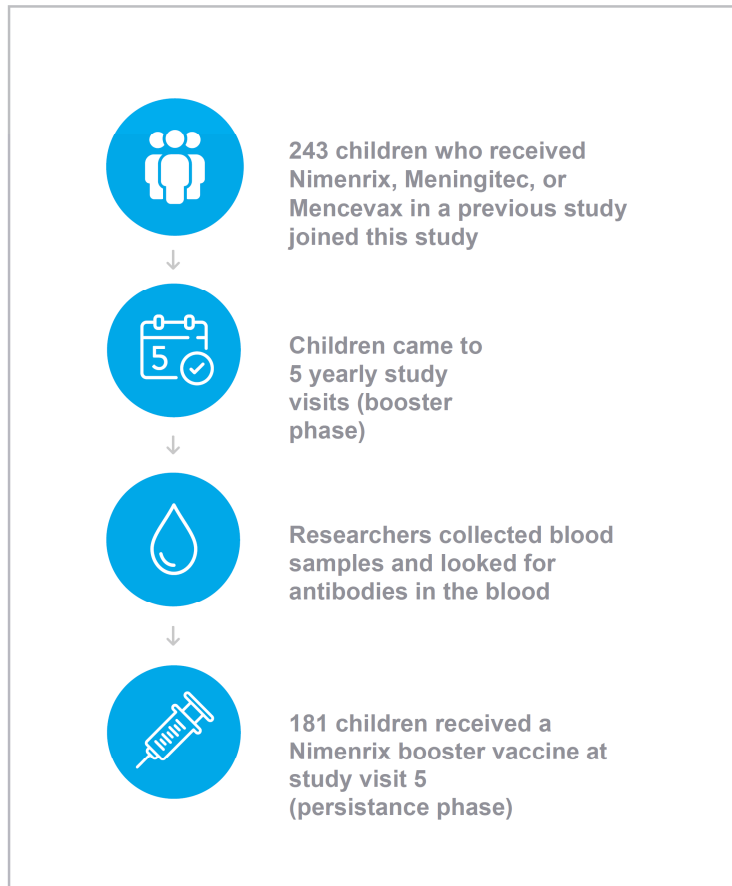 243 children who received
Nimenrix, Meningitec, or
Mencevax in a previous study
joined this study
5
Children came to
5 yearly study
visits (booster
phase)
Researchers collected blood
samples and looked for
antibodies in the blood
181 children received a
Nimenrix booster vaccine at
study visit 5
(persistance phase)